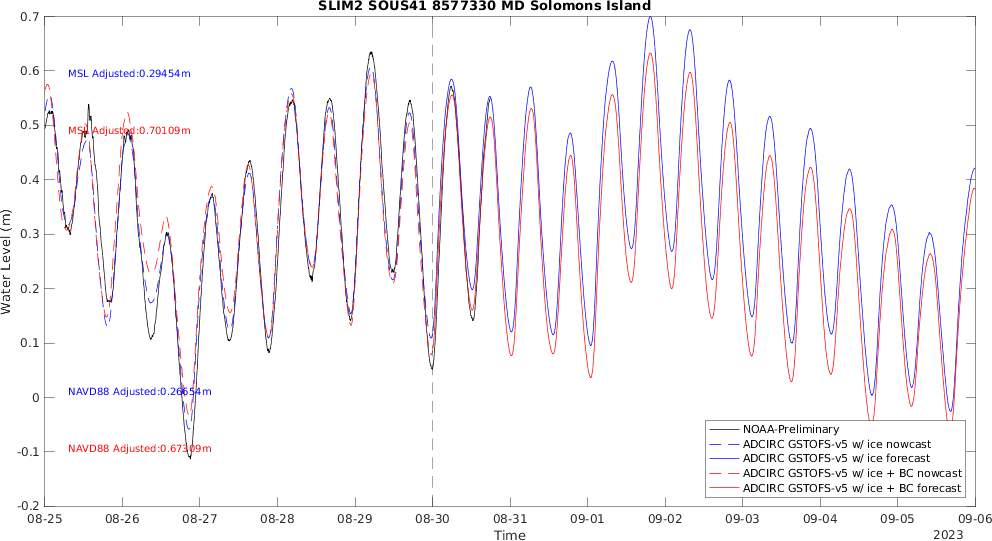 SLIM2 SOUS41 8577330 MD Solomons Island
0.7
0.6
0.5
0.4
0.3
0.2
0.1
0
-0.1
-0.2
Water Level (m)
MSL Adjusted:0.29454m
MSL Adjusted:0.70109m
NAVD88 Adjusted:0.26654m
NAVD88 Adjusted:0.67309m
NOAA-Preliminary
ADCIRC GSTOFS-v5 w/ ice nowcast
ADCIRC GSTOFS-v5 w/ ice forecast
ADCIRC GSTOFS-v5 w/ ice + BC nowcast
ADCIRC GSTOFS-v5 w/ ice + BC forecast
08-25 08-26 08-27 08-28 08-29 08-30 08-31 09-01 09-02 09-03 09-04 09-05 09-06
Time
2023